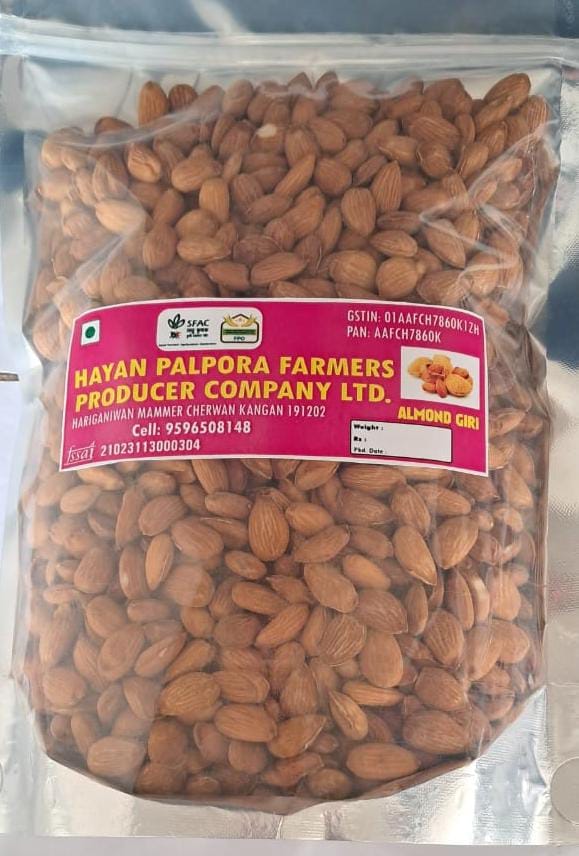 SFAC
FPO
GSTIN: 01AAFCH7860K1ZH
PAN: AAFCH7860K
HAYAN PALPORA FARMERS
PRODUCER COMPANY LTD.
HARIGANIWAN MAMMER CHERWAN KANGAN 191202
Cell: 9596508148
fssai 21023113000304
ALMOND GIRI
Weight :
Rs :
Pkd. Date :